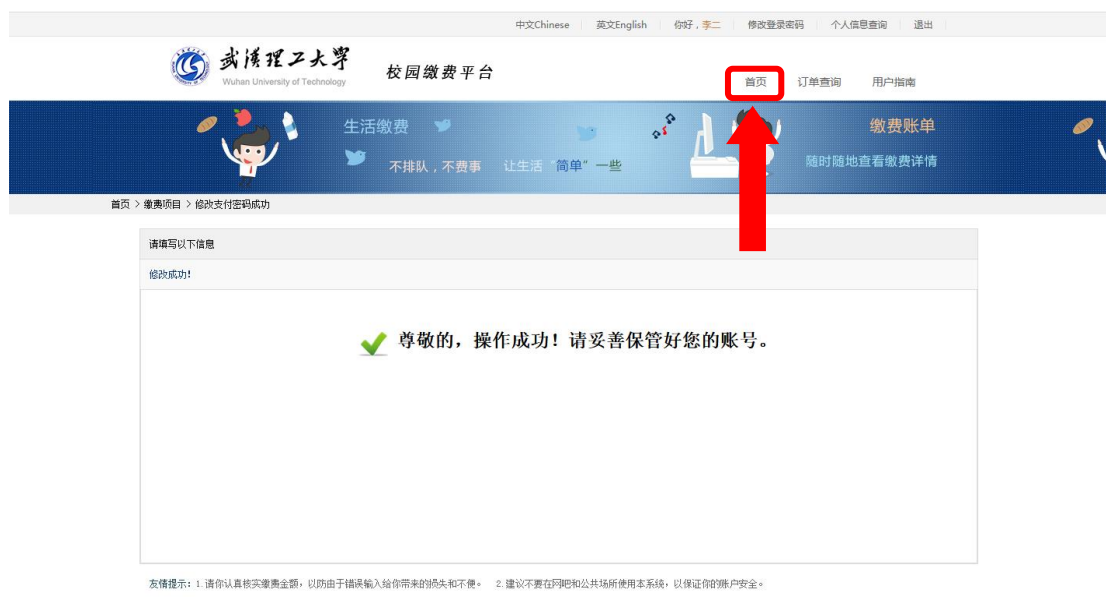 中文Chinese 英文English 你好，李二 修改登录密码 个人信息查询 退出
武汉理工大学
Wuhan University of Technology
校园缴费平台
首页 订单查询 用户指南
生活缴费
不排队，不费事 让生活“简单”一些
缴费账单
随时随地查看缴费详情
首页 > 缴费项目 > 修改支付密码成功
请填写以下信息
修改成功!
尊敬的，操作成功！请妥善保管好您的账号。
友情提示：1.请你认真核实缴费金额，以防由于错误输入给你带来的损失和不便。 2.建议不要在网吧和公共场所使用本系统，以保证你的账户安全。